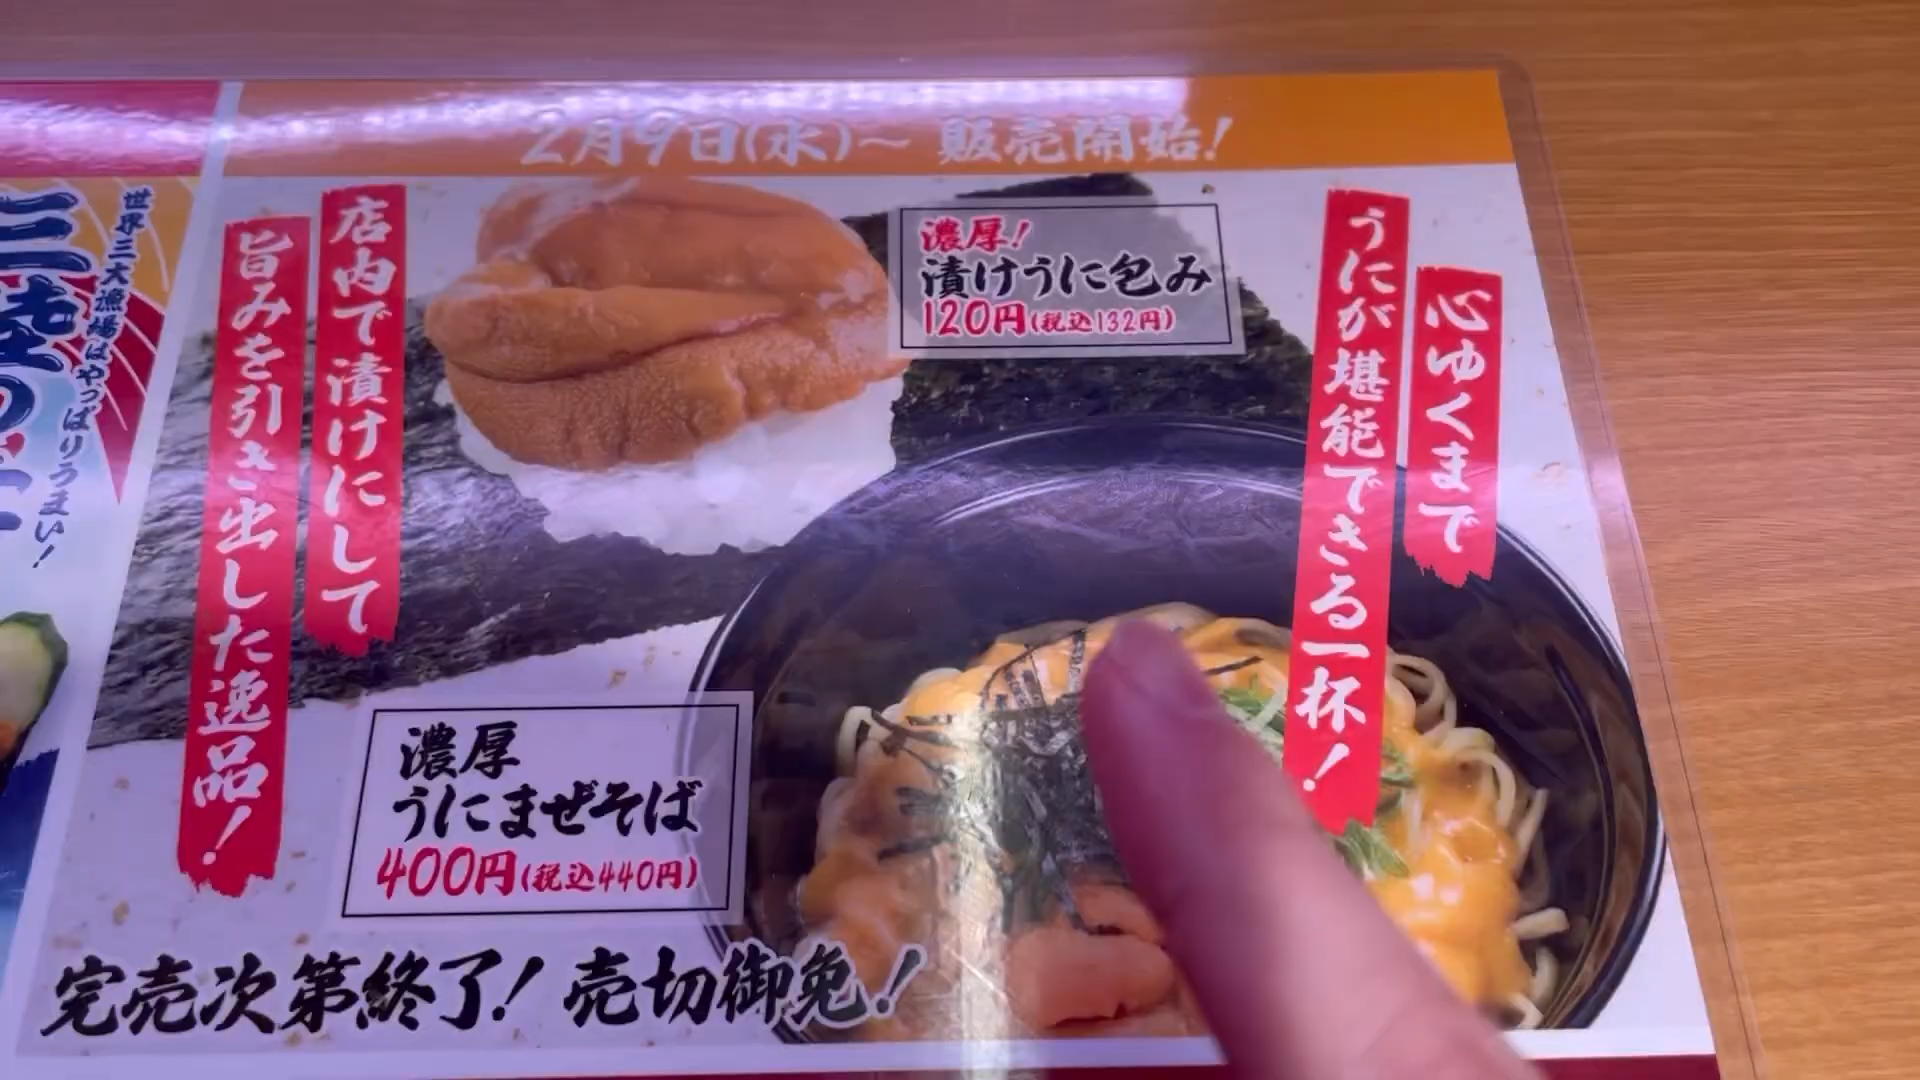 2月9日(水)～ 販売開始!
心ゆくまで
うにが堪能できる一杯!
濃厚!
漬けうに包み
120円(税込132円)
店内で漬けにして
旨みを引き出した逸品!
濃厚
うにまぜそば
400円(税込440円)
完売次第終了! 売切御免!
世界三大漁場はやっぱりうまい!
三陸の